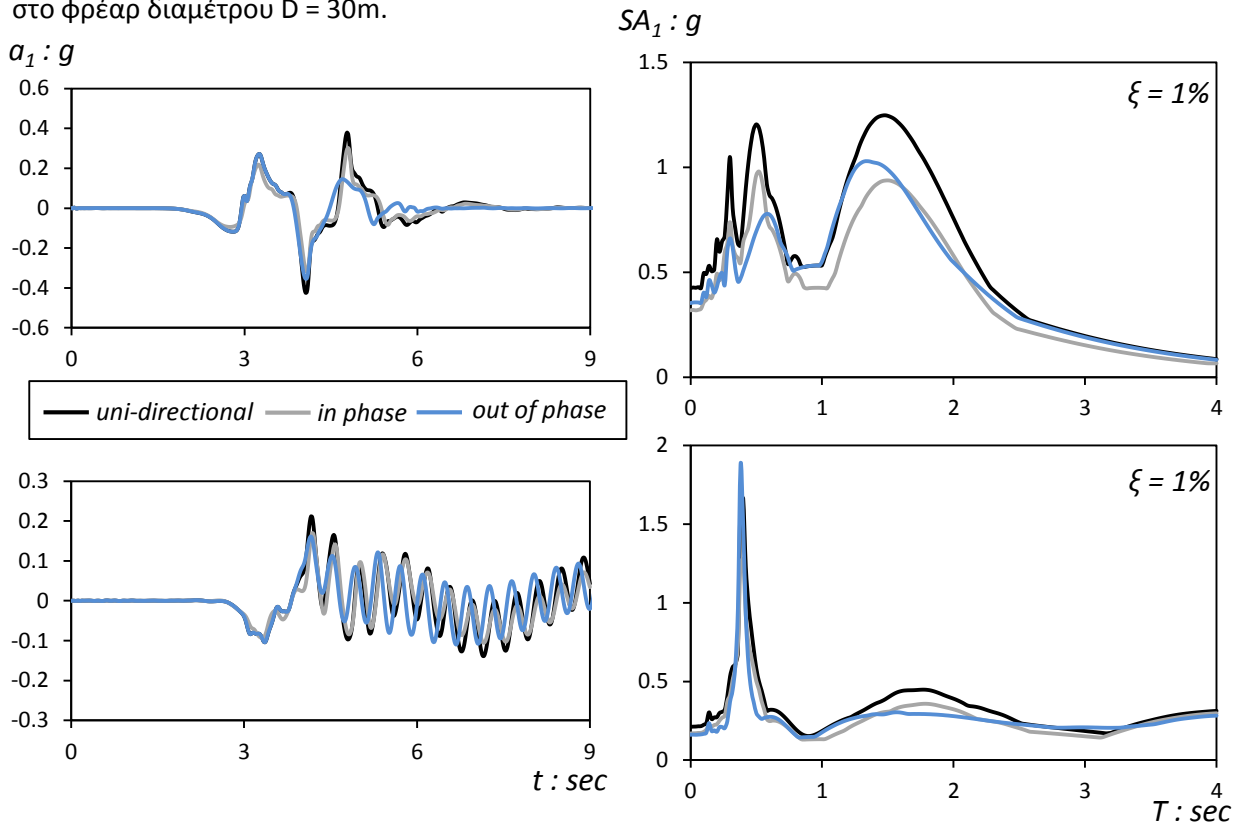 στο φρέαρ διαμέτρου D = 30m.
a₁ : g
SA₁ : g
0.6
0.4
0.2
0
-0.2
-0.4
-0.6
0 3 6 9
1.5
1
0.5
0
0 1 2 3 4
ξ = 1%
uni-directional in phase out of phase
0.3
0.2
0.1
0
-0.1
-0.2
-0.3
0 3 6 9
t : sec
2
1.5
1
0.5
0
0 1 2 3 4
ξ = 1%
T : sec